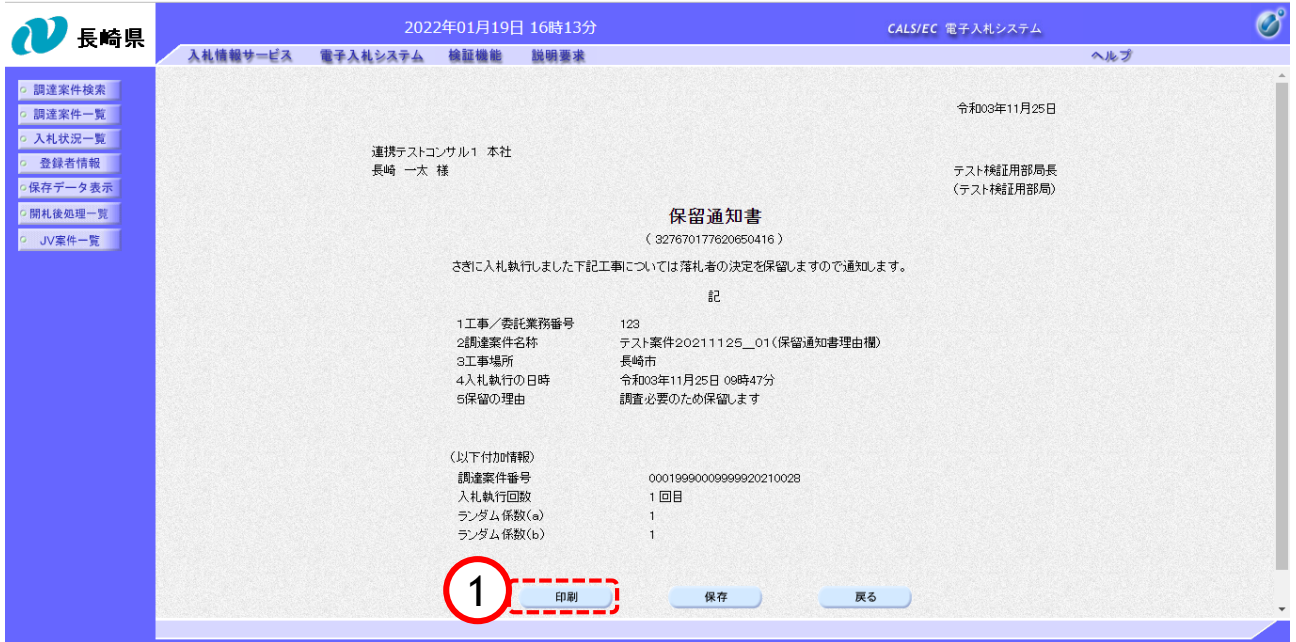 長崎県
2022年01月19日 16時13分
CALS/EC 電子入札システム
入札情報サービス 電子入札システム 検証機能 説明要求 ヘルプ
調達案件検索
調達案件一覧
入札状況一覧
登録者情報
保存データ表示
開札後処理一覧
JV案件一覧
令和03年11月25日
連携テストコンサル1 本社
長崎 一太 様
テスト検証用部局長
(テスト検証用部局)
保留通知書
( 327670177620650416 )
さきに入札執行しました下記工事については落札者の決定を保留しますので通知します。
記
1工事/委託業務番号 123
2調達案件名称 テスト案件20211125__01(保留通知書理由欄)
3工事場所 長崎市
4入札執行の日時 令和03年11月25日 09時47分
5保留の理由 調査必要のため保留します
(以下付加情報)
調達案件番号 00019990009999920210028
入札執行回数 1 回目
ランダム係数(a) 1
ランダム係数(b) 1
1
印刷 保存 戻る